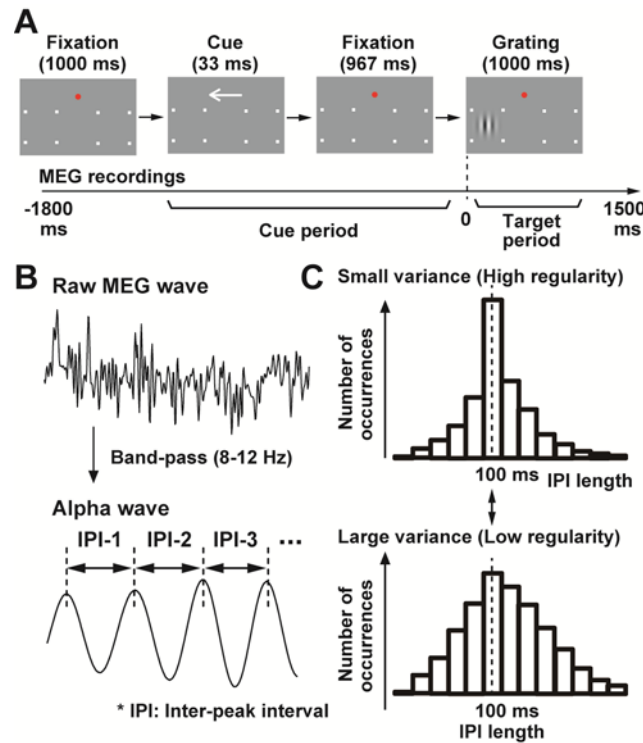 A
Fixation
(1000 ms)
Cue
(33 ms)
Fixation
(967 ms)
Grating
(1000 ms)
MEG recordings
-1800
ms
Cue period
0
Target
period
1500
ms
B
Raw MEG wave
Band-pass (8-12 Hz)
Alpha wave
IPI-1
IPI-2
IPI-3
...
* IPI: Inter-peak interval
C
Small variance (High regularity)
Number of
occurrences
100 ms
IPI length
Large variance (Low regularity)
Number of
occurrences
100 ms
IPI length